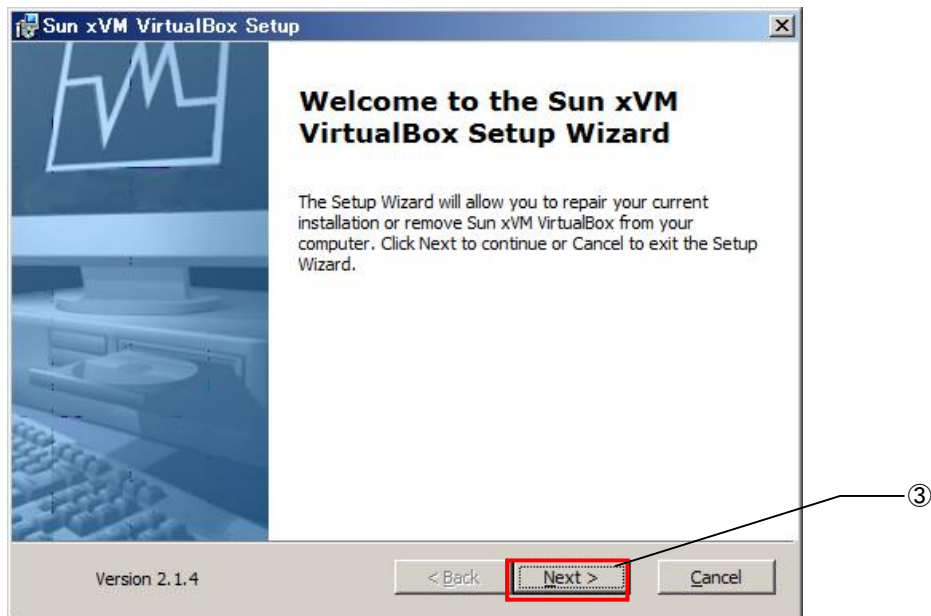 Sun xVM VirtualBox Setup
Welcome to the Sun xVM
VirtualBox Setup Wizard
The Setup Wizard will allow you to repair your current
installation or remove Sun xVM VirtualBox from your
computer. Click Next to continue or Cancel to exit the Setup
Wizard.
③
Version 2.1.4
< Back
Next >
Cancel